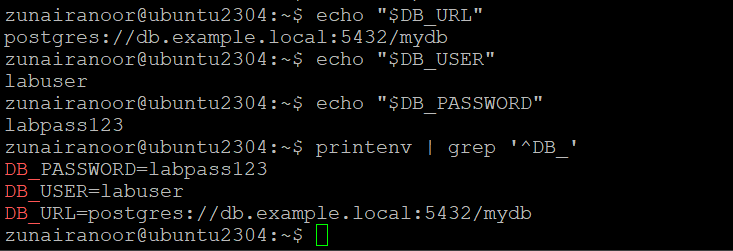 zunairanoor@ubuntu2304:~$ echo "$DB_URL"
postgres://db.example.local:5432/mydb
zunairanoor@ubuntu2304:~$ echo "$DB_USER"
labuser
zunairanoor@ubuntu2304:~$ echo "$DB_PASSWORD"
labpass123
zunairanoor@ubuntu2304:~$ printenv | grep '^DB_'
DB_PASSWORD=labpass123
DB_USER=labuser
DB_URL=postgres://db.example.local:5432/mydb
zunairanoor@ubuntu2304:~$